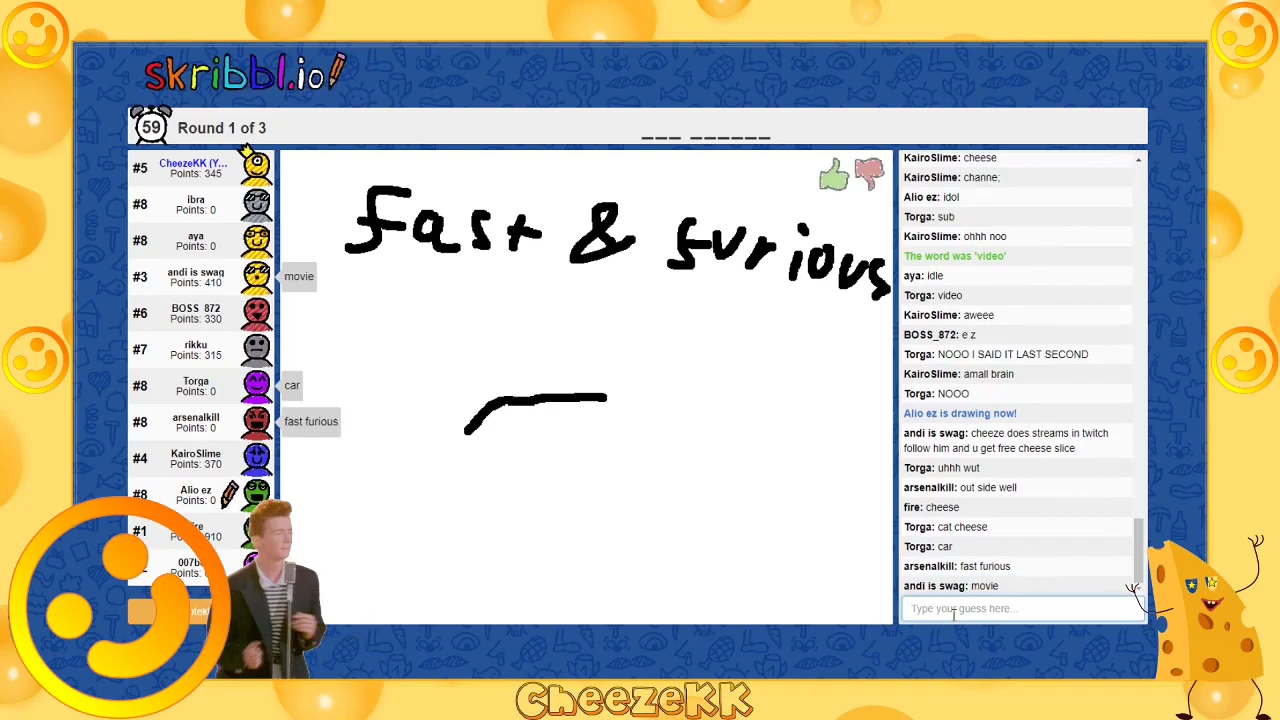 skribbl.io
59 Round 1 of 3
___ ______
#5 CheezeKK (Y...
Points: 345
#8 ibra
Points: 0
#8 aya
Points: 0
#3 andi is swag
Points: 410
movie
#6 BOSS_872
Points: 330
#7 rikku
Points: 315
#8 Torga
Points: 0
car
#8 arsenalkill
Points: 0
fast furious
#4 KairoSlime
Points: 370
#8 Alio ez
Points: 0
#1
910
fast & furious
KairoSlime: cheese
KairoSlime: channe;
Alio ez: idol
Torga: sub
KairoSlime: ohhh noo
The word was 'video'
aya: idle
Torga: video
KairoSlime: aweee
BOSS_872: e z
Torga: NOOO I SAID IT LAST SECOND
KairoSlime: amall brain
Torga: NOOO
Alio ez is drawing now!
andi is swag: cheeze does streams in twitch
follow him and u get free cheese slice
Torga: uhhh wut
arsenalkill: out side well
fire: cheese
Torga: cat cheese
Torga: car
arsenalkill: fast furious
andi is swag: movie
Type your guess here...
CheezeKK